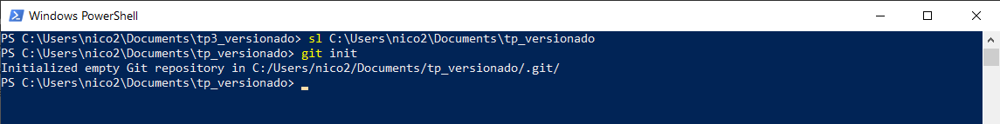 Windows PowerShell
PS C:\Users\nico2\Documents\tp3_versionado> sl C:\Users\nico2\Documents\tp_versionado
PS C:\Users\nico2\Documents\tp_versionado> git init
Initialized empty Git repository in C:/Users/nico2/Documents/tp_versionado/.git/
PS C:\Users\nico2\Documents\tp_versionado>